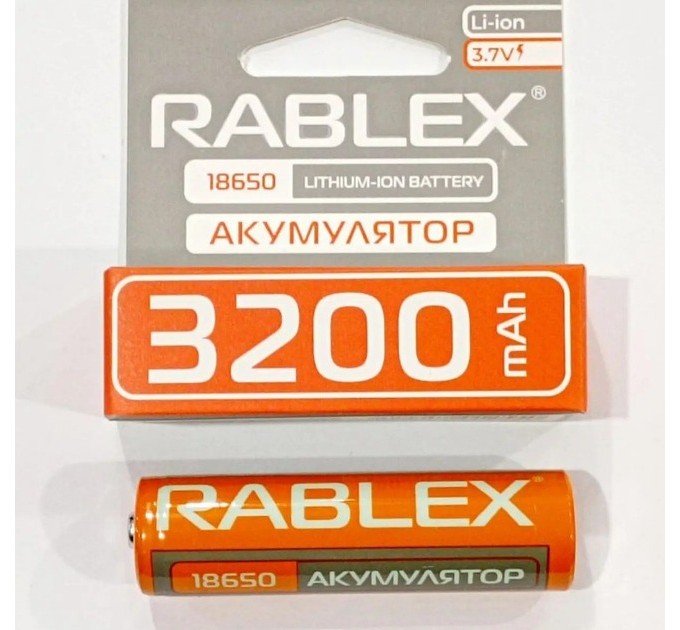 Li-ion
3.7V
RABLEX®
18650 LITHIUM-ION BATTERY
АКУМУЛЯТОР
3200 mAh
RABLEX®
18650 АКУМУЛЯТОР